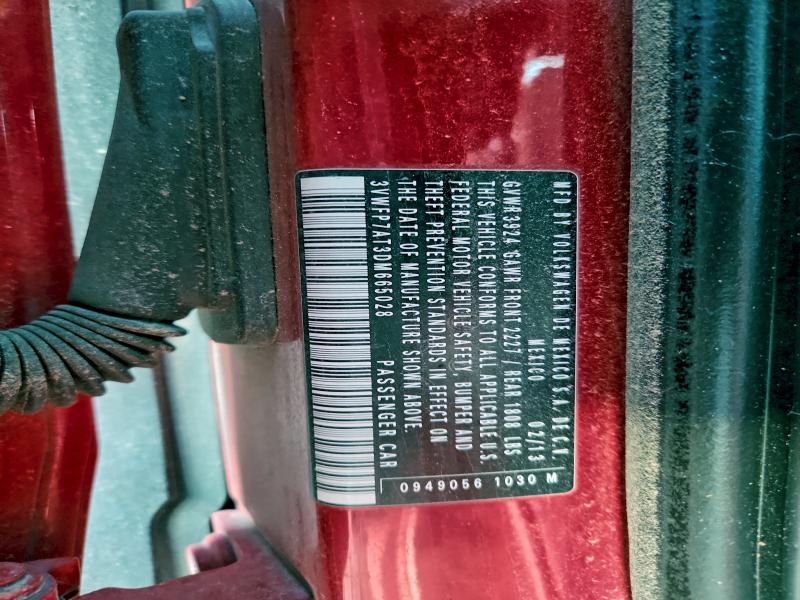 MFD BY VOLKSWAGEN DE MEXICO S.A. DE C.V
MEXICO 07/13
GVWR 3924 GAWR FRONT 2227 / REAR 1808 LBS
THIS VEHICLE CONFORMS TO ALL APPLICABLE U.S.
FEDERAL MOTOR VEHICLE SAFETY, BUMPER AND
THEFT PREVENTION STANDARDS IN EFFECT ON
THE DATE OF MANUFACTURE SHOWN ABOVE.
3VWFP7AT3DM665028 PASSENGER CAR
0949056 1030 M